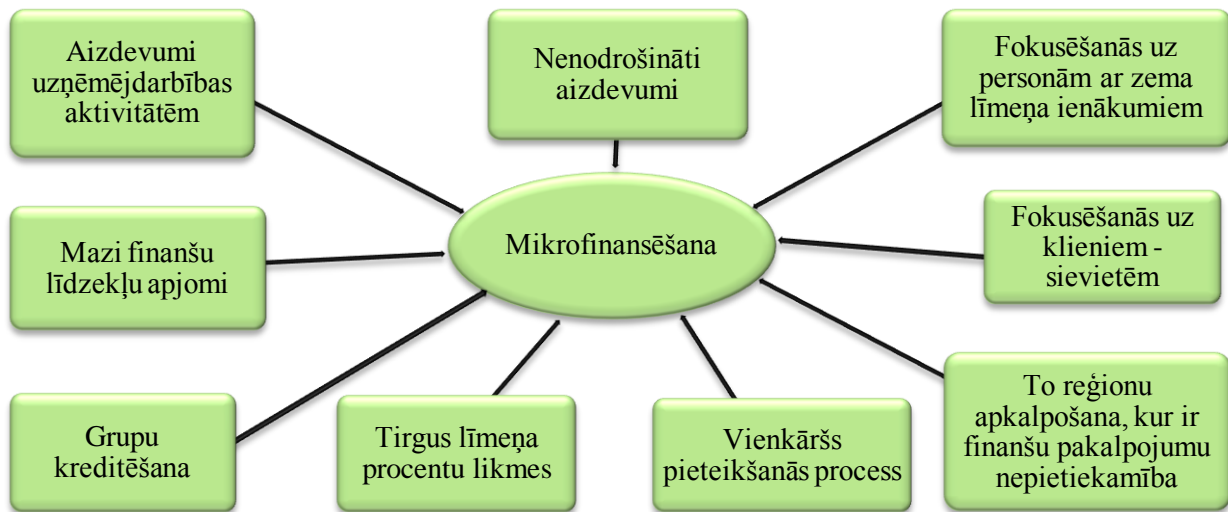 Aizdevumi
uzņēmējdarbības
aktivitātēm
Nenodrošināti
aizdevumi
Fokusēšanās uz
personām ar zema
līmeņa ienākumiem
Mazi finanšu
līdzekļu apjomi
Mikrofinansēšana
Fokusēšanās uz
klieniem -
sievietēm
Grupu
kreditēšana
Tirgus līmeņa
procentu likmes
Vienkāršs
pieteikšanās process
To reģionu
apkalpošana, kur ir
finanšu pakalpojumu
nepietiekamība